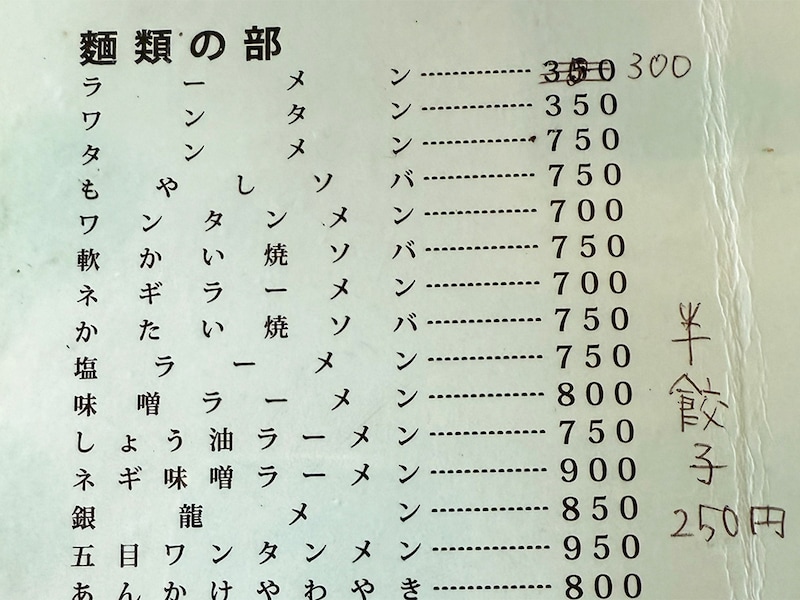 麵類の部
ラーメン 350 300
ワンタン 350
タンメン 750
もやしソバ 750
ワンタンメン 700
軟かい焼ソバ 750
ネギラーメン 700
かたい焼ソバ 750
塩ラーメン 750
味噌ラーメン 800
しょう油ラーメン 750
ネギ味噌ラーメン 900
銀龍メン 850
五目ワンタンメン 950
あんかけやわやき 800
半餃子
250円